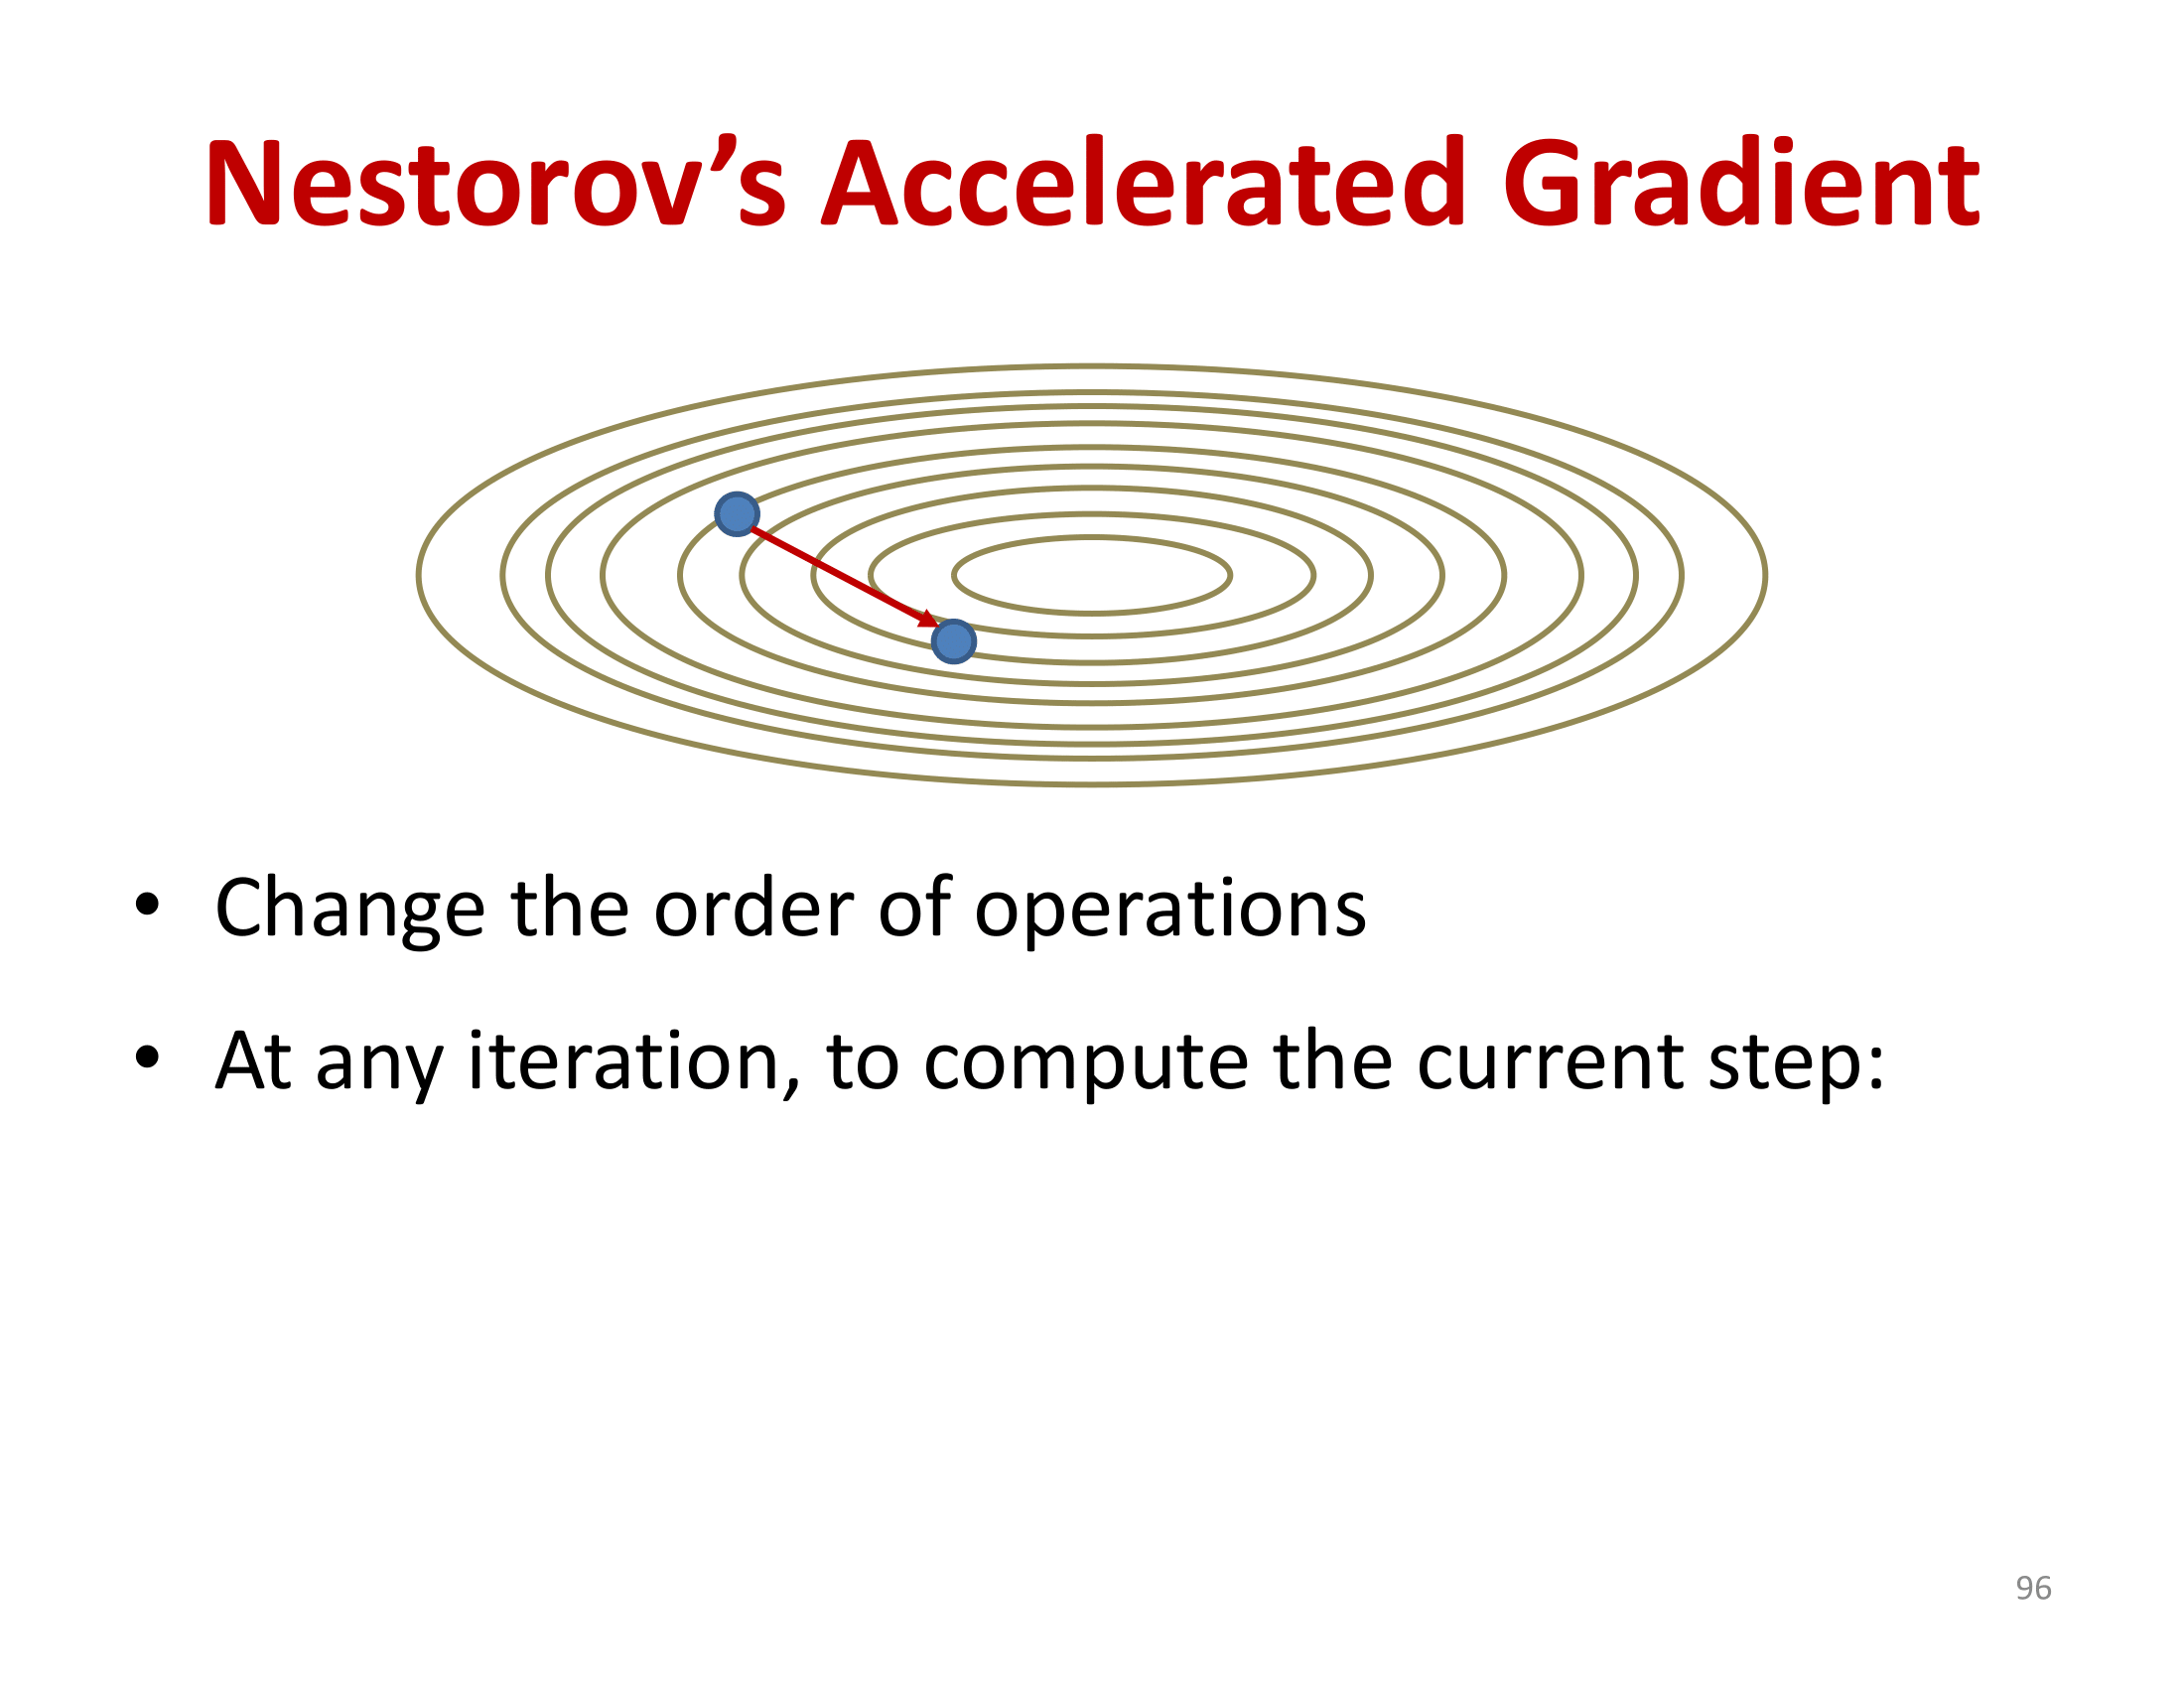 Nestorov’s Accelerated Gradient
• Change the order of operations
• At any iteration, to compute the current step:
96